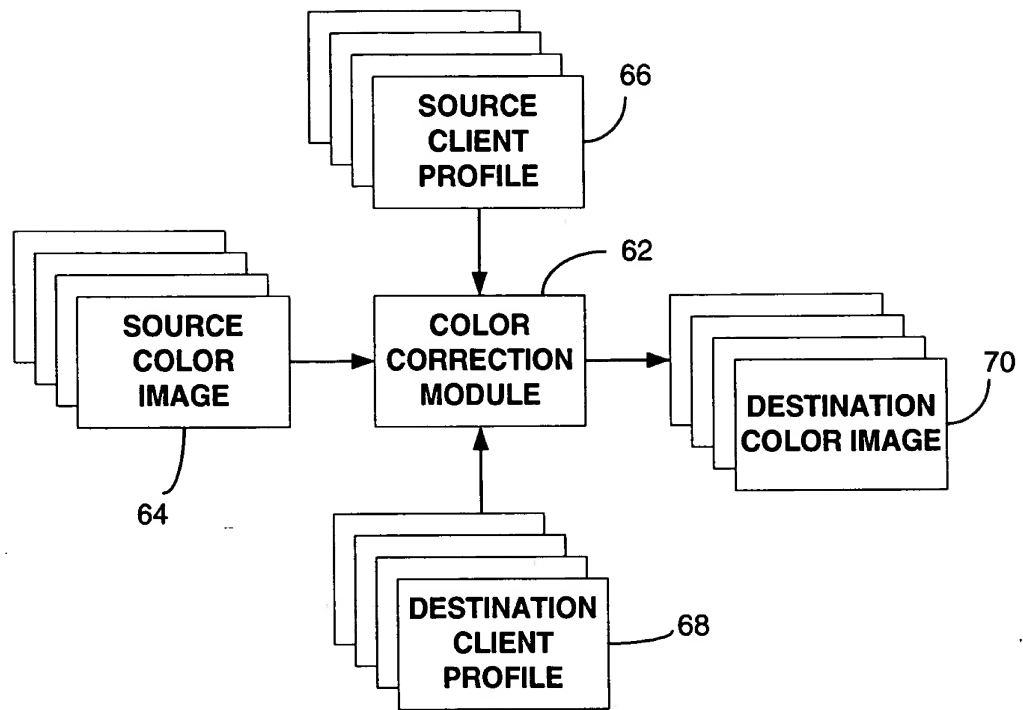 66
SOURCE
CLIENT
PROFILE
62
SOURCE
COLOR
IMAGE
64
COLOR
CORRECTION
MODULE
70
DESTINATION
COLOR IMAGE
DESTINATION
CLIENT
PROFILE
68